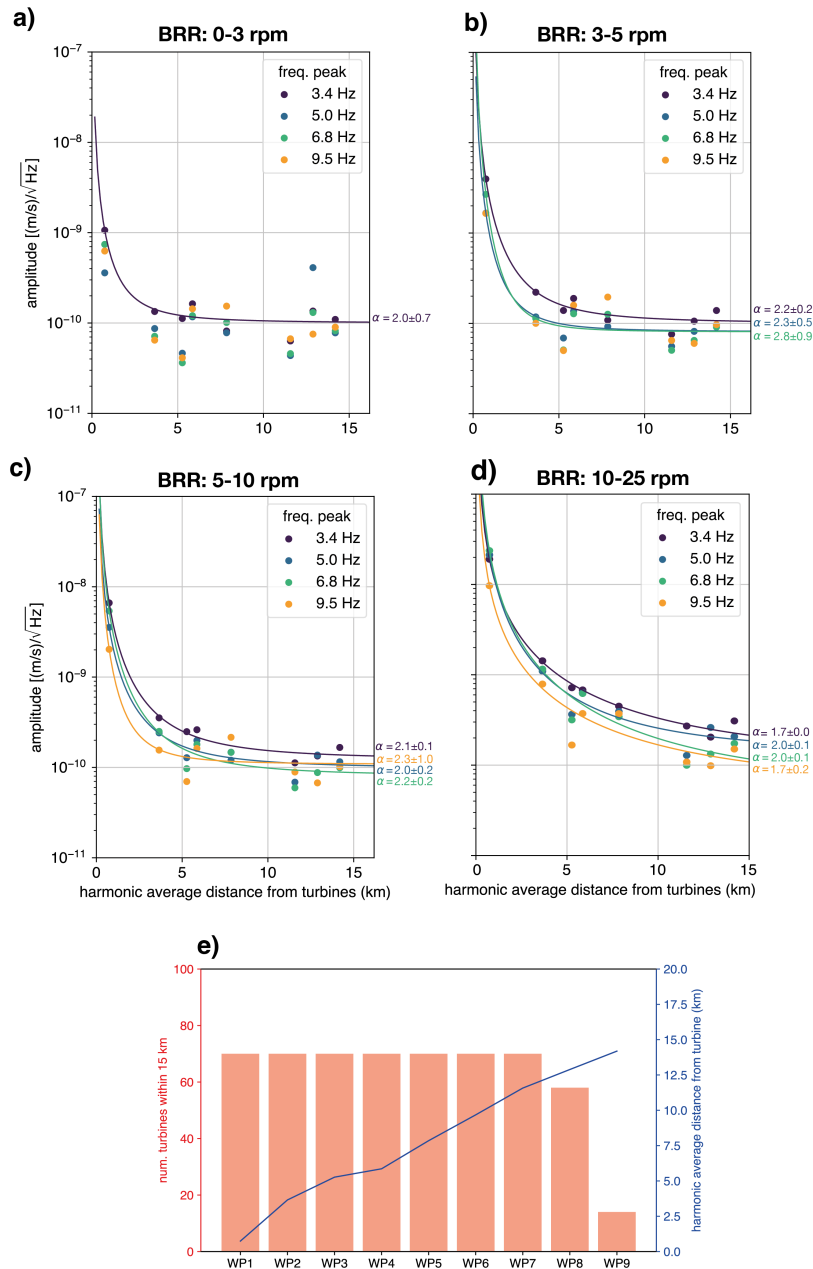 a)
BRR: 0-3 rpm
10⁻⁷
10⁻⁸
10⁻⁹
10⁻¹⁰
10⁻¹¹
amplitude [(m/s)/√Hz]
freq. peak
3.4 Hz
5.0 Hz
6.8 Hz
9.5 Hz
α = 2.0±0.7
0 5 10 15
b)
BRR: 3-5 rpm
freq. peak
3.4 Hz
5.0 Hz
6.8 Hz
9.5 Hz
α = 2.2±0.2
α = 2.3±0.5
α = 2.8±0.9
0 5 10 15
c)
BRR: 5-10 rpm
10⁻⁷
10⁻⁸
10⁻⁹
10⁻¹⁰
10⁻¹¹
amplitude [(m/s)/√Hz]
freq. peak
3.4 Hz
5.0 Hz
6.8 Hz
9.5 Hz
α = 2.1±0.1
α = 2.3±1.0
α = 2.0±0.2
α = 2.2±0.2
0 5 10 15
harmonic average distance from turbines (km)
d)
BRR: 10-25 rpm
freq. peak
3.4 Hz
5.0 Hz
6.8 Hz
9.5 Hz
α = 1.7±0.0
α = 2.0±0.1
α = 2.0±0.1
α = 1.7±0.2
0 5 10 15
harmonic average distance from turbines (km)
e)
100
80
60
40
20
0
num. turbines within 15 km
20.0
17.5
15.0
12.5
10.0
7.5
5.0
2.5
0.0
harmonic average distance from turbine (km)
WP1 WP2 WP3 WP4 WP5 WP6 WP7 WP8 WP9